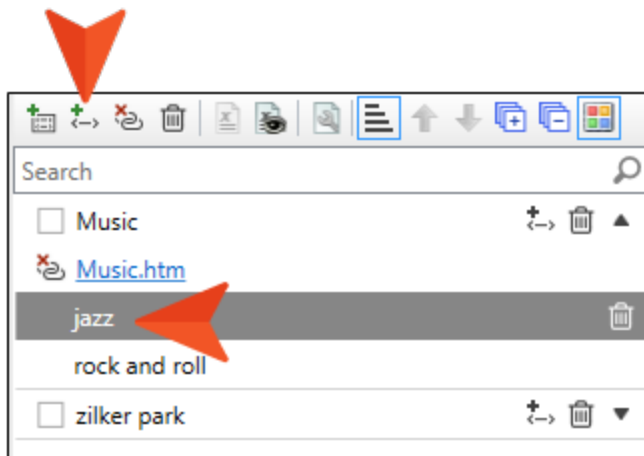 Search
Music
Music.htm
jazz
rock and roll
zilker park